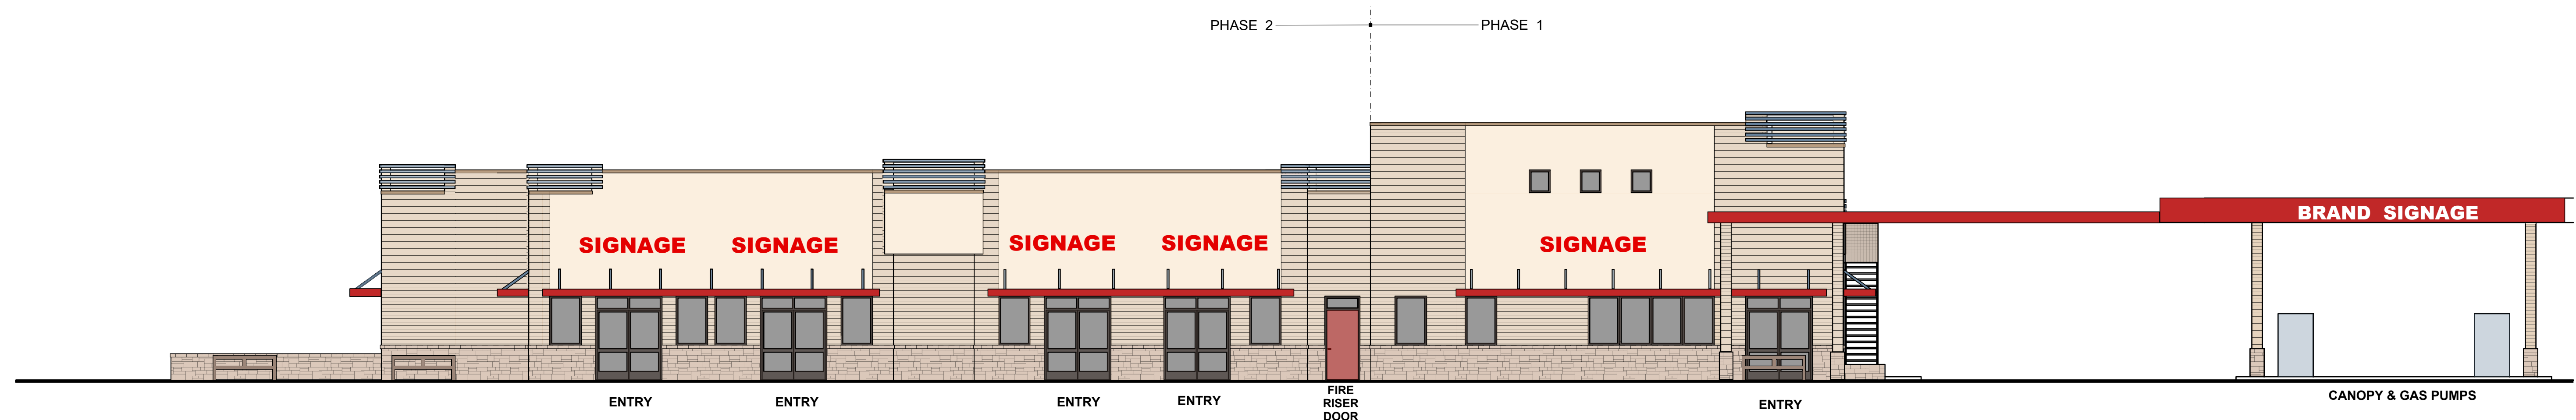 PHASE 2
PHASE 1
BRAND SIGNAGE
SIGNAGE
SIGNAGE
SIGNAGE
SIGNAGE
SIGNAGE
ENTRY
ENTRY
ENTRY
ENTRY
FIRE
RISER
DOOR
ENTRY
CANOPY & GAS PUMPS